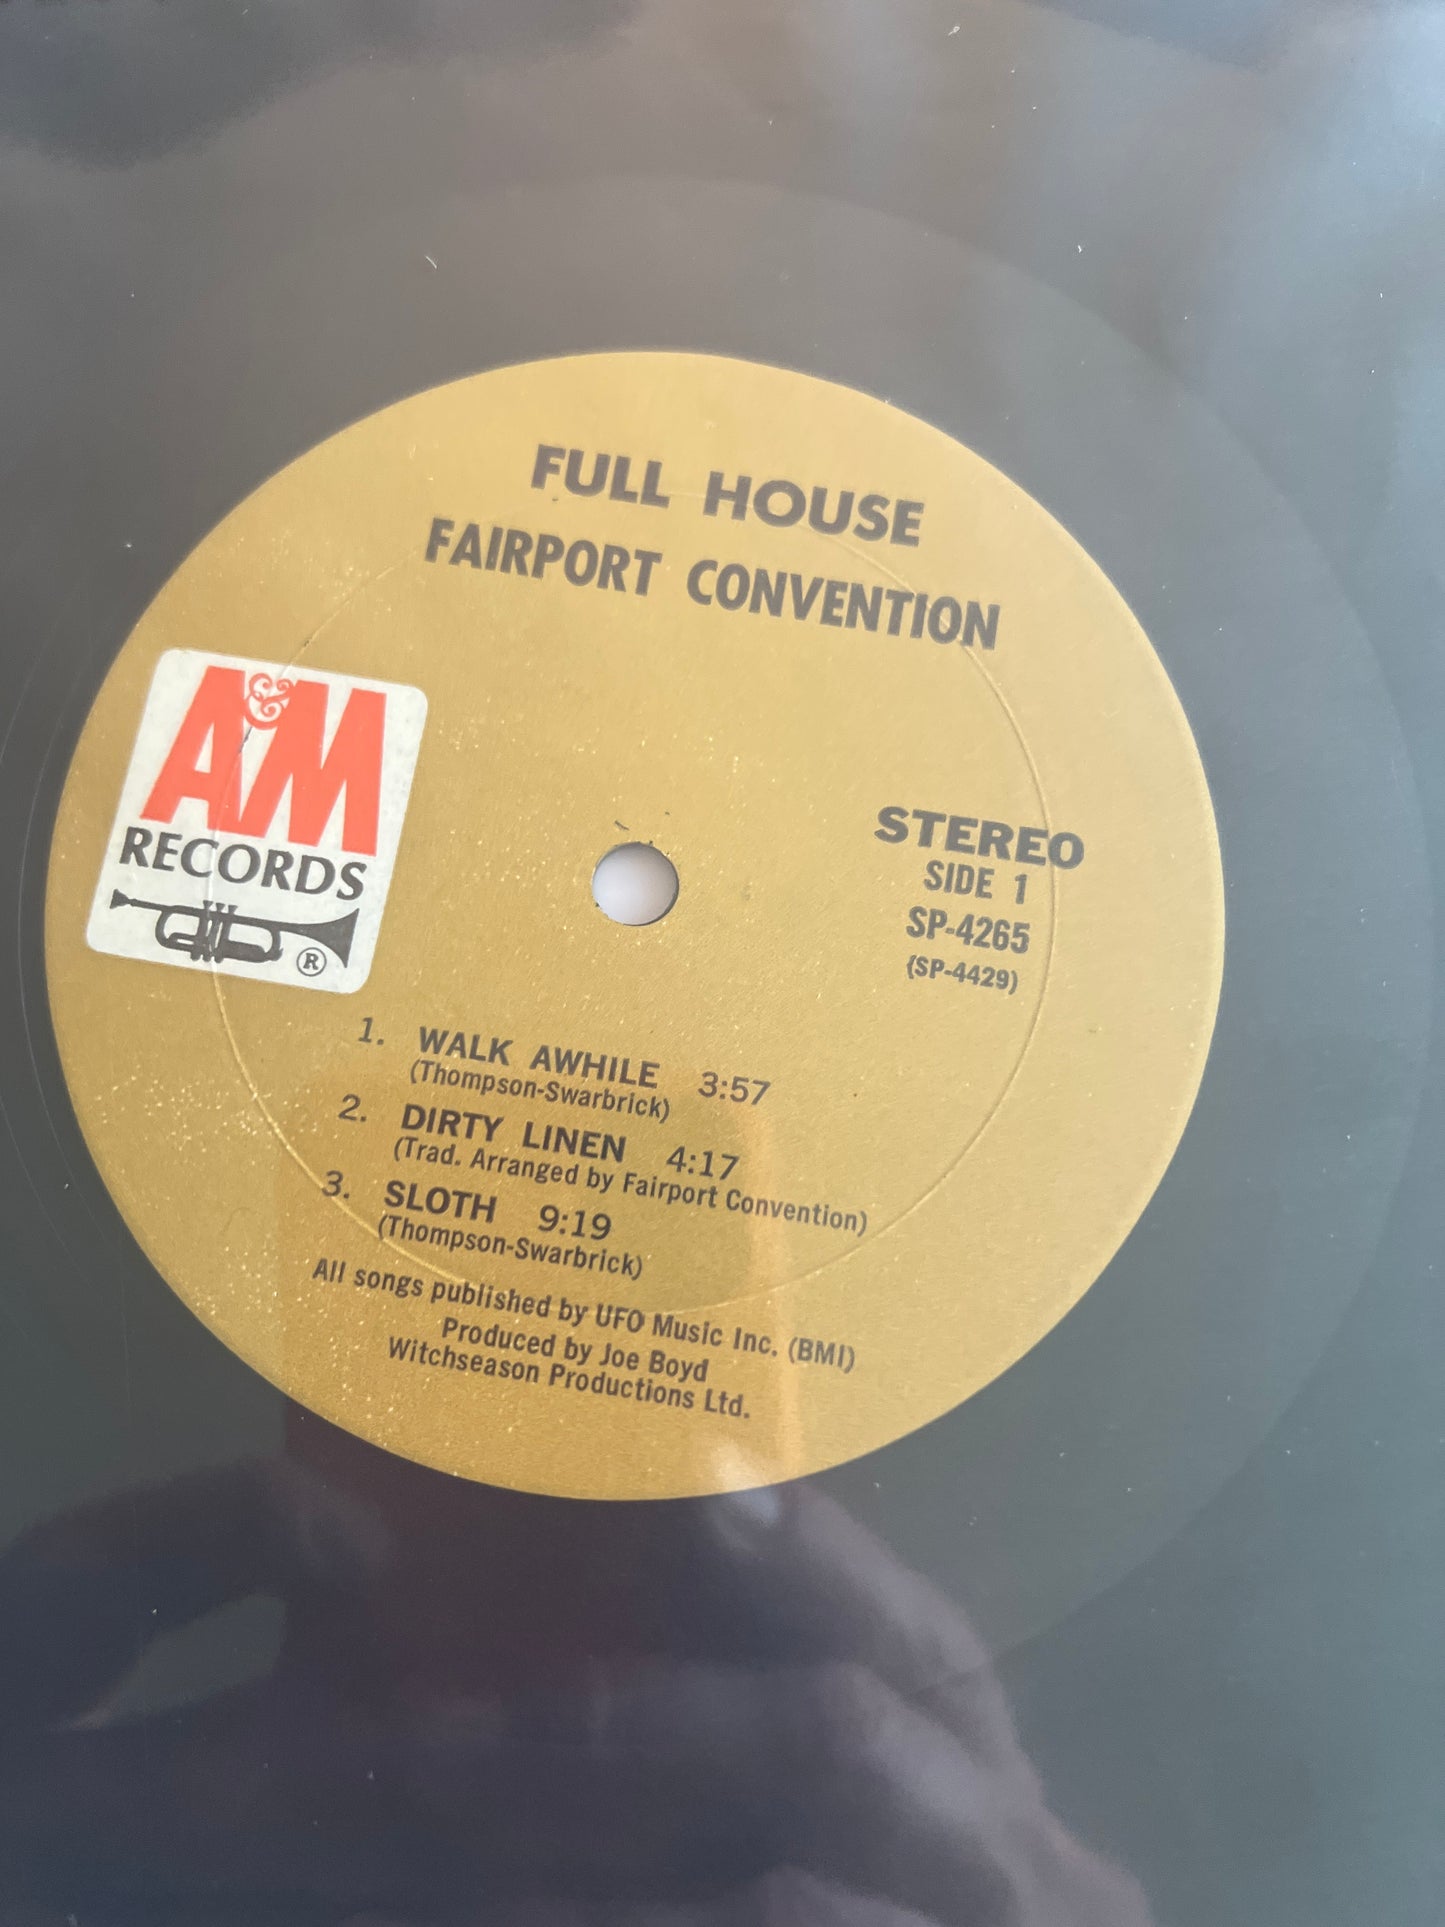 FULL HOUSE
FAIRPORT CONVENTION
A&M
RECORDS
®
STEREO
SIDE 1
SP-4265
(SP-4429)
1. WALK AWHILE 3:57
(Thompson-Swarbrick)
2. DIRTY LINEN 4:17
(Trad. Arranged by Fairport Convention)
3. SLOTH 9:19
(Thompson-Swarbrick)
All songs published by UFO Music Inc. (BMI)
Produced by Joe Boyd
Witchseason Productions Ltd.